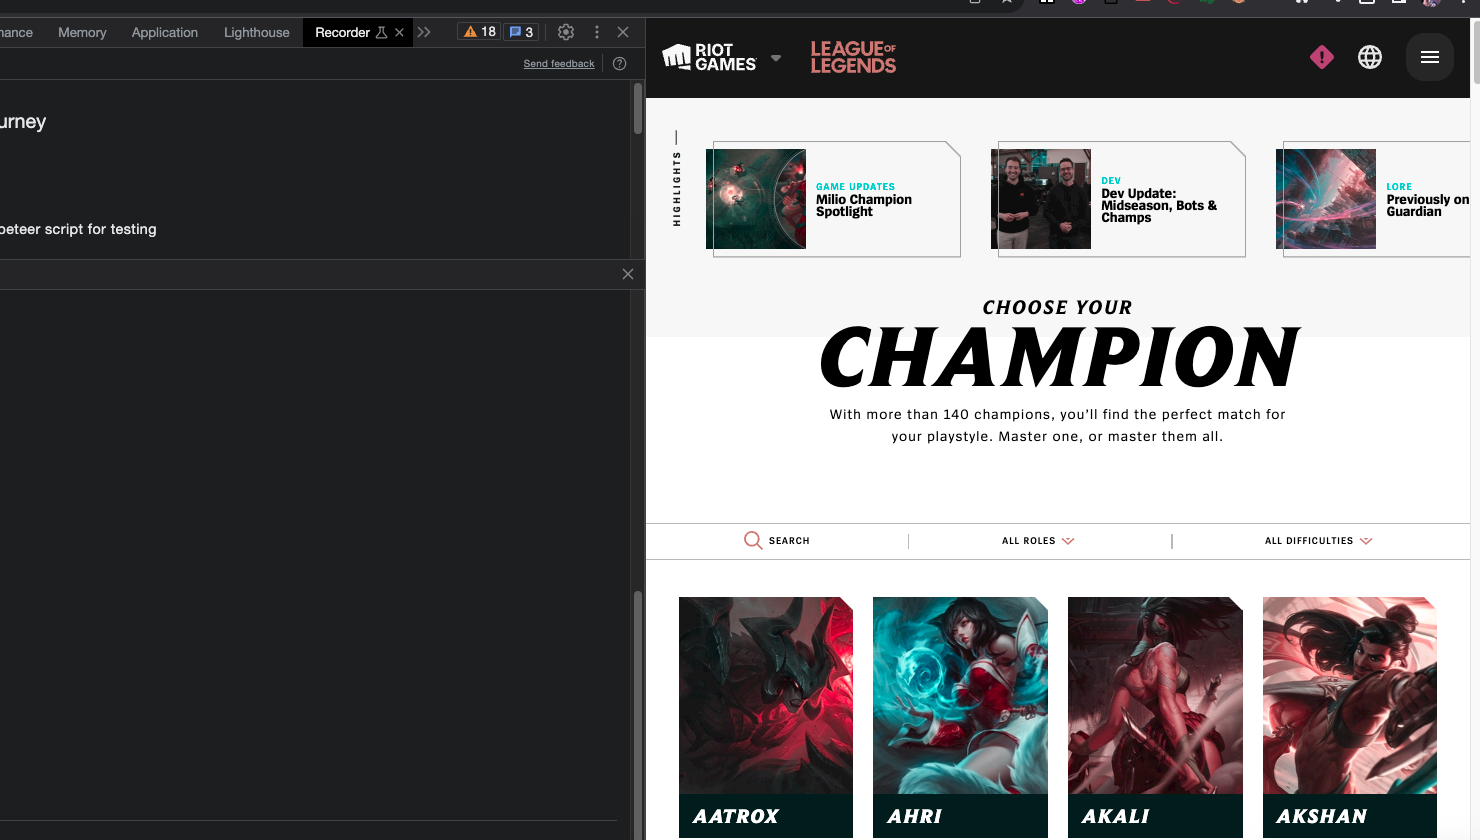 Memory Application Lighthouse Recorder 18 3
Send feedback
peteer script for testing
RIOT GAMES
LEAGUE OF LEGENDS
HIGHLIGHTS
GAME UPDATES
Milio Champion
Spotlight
DEV
Dev Update:
Midseason, Bots &
Champs
LORE
Previously on
Guardian
CHOOSE YOUR
CHAMPION
With more than 140 champions, you’ll find the perfect match for
your playstyle. Master one, or master them all.
SEARCH
ALL ROLES
ALL DIFFICULTIES
AATROX
AHRI
AKALI
AKSHAN